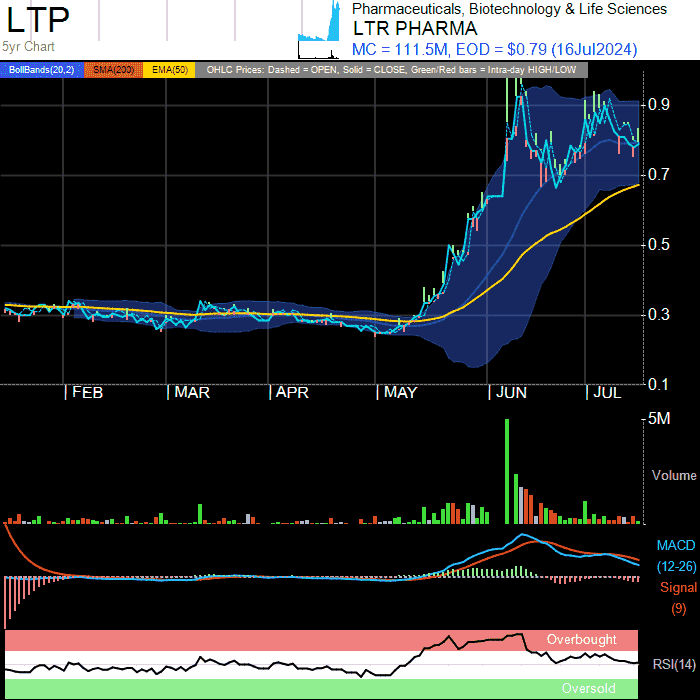 LTP
5yr Chart
Pharmaceuticals, Biotechnology & Life Sciences
LTR PHARMA
MC = 111.5M, EOD = $0.79 (16Jul2024)
BollBands(20,2) SMA(200) EMA(50) OHLC Prices: Dashed = OPEN, Solid = CLOSE, Green/Red bars = Intra-day HIGH/LOW
0.9
0.7
0.5
0.3
0.1
FEB MAR APR MAY JUN JUL
5M
Volume
MACD
(12-26)
Signal
(9)
Overbought
RSI(14)
Oversold